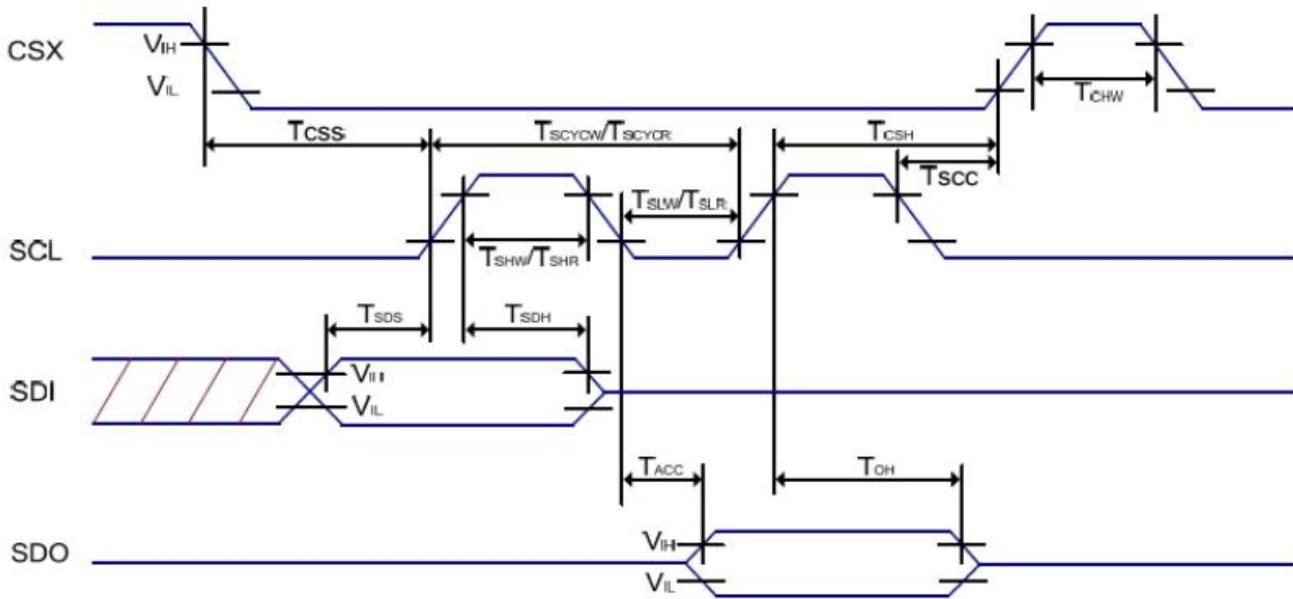 CSX
VIH
VIL
TCHW
TCSS
TSCYCW/TSCYCR
TCSH
TSCC
TSLW/TSLR
SCL
TSHW/TSHR
TSDS
TSDH
SDI
VIH
VIL
TACC
TOH
SDO
VIH
VIL